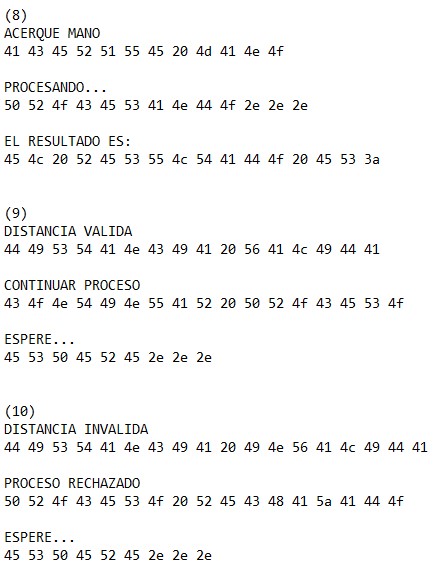 (8)
ACERQUE MANO
41 43 45 52 51 55 45 20 4d 41 4e 4f
PROCESANDO...
50 52 4f 43 45 53 41 4e 44 4f 2e 2e 2e
EL RESULTADO ES:
45 4c 20 52 45 53 55 4c 54 41 44 4f 20 45 53 3a
(9)
DISTANCIA VALIDA
44 49 53 54 41 4e 43 49 41 20 56 41 4c 49 44 41
CONTINUAR PROCESO
43 4f 4e 54 49 4e 55 41 52 20 50 52 4f 43 45 53 4f
ESPERE...
45 53 50 45 52 45 2e 2e 2e
(10)
DISTANCIA INVALIDA
44 49 53 54 41 4e 43 49 41 20 49 4e 56 41 4c 49 44 41
PROCESO RECHAZADO
50 52 4f 43 45 53 4f 20 52 45 43 48 41 5a 41 44 4f
ESPERE...
45 53 50 45 52 45 2e 2e 2e